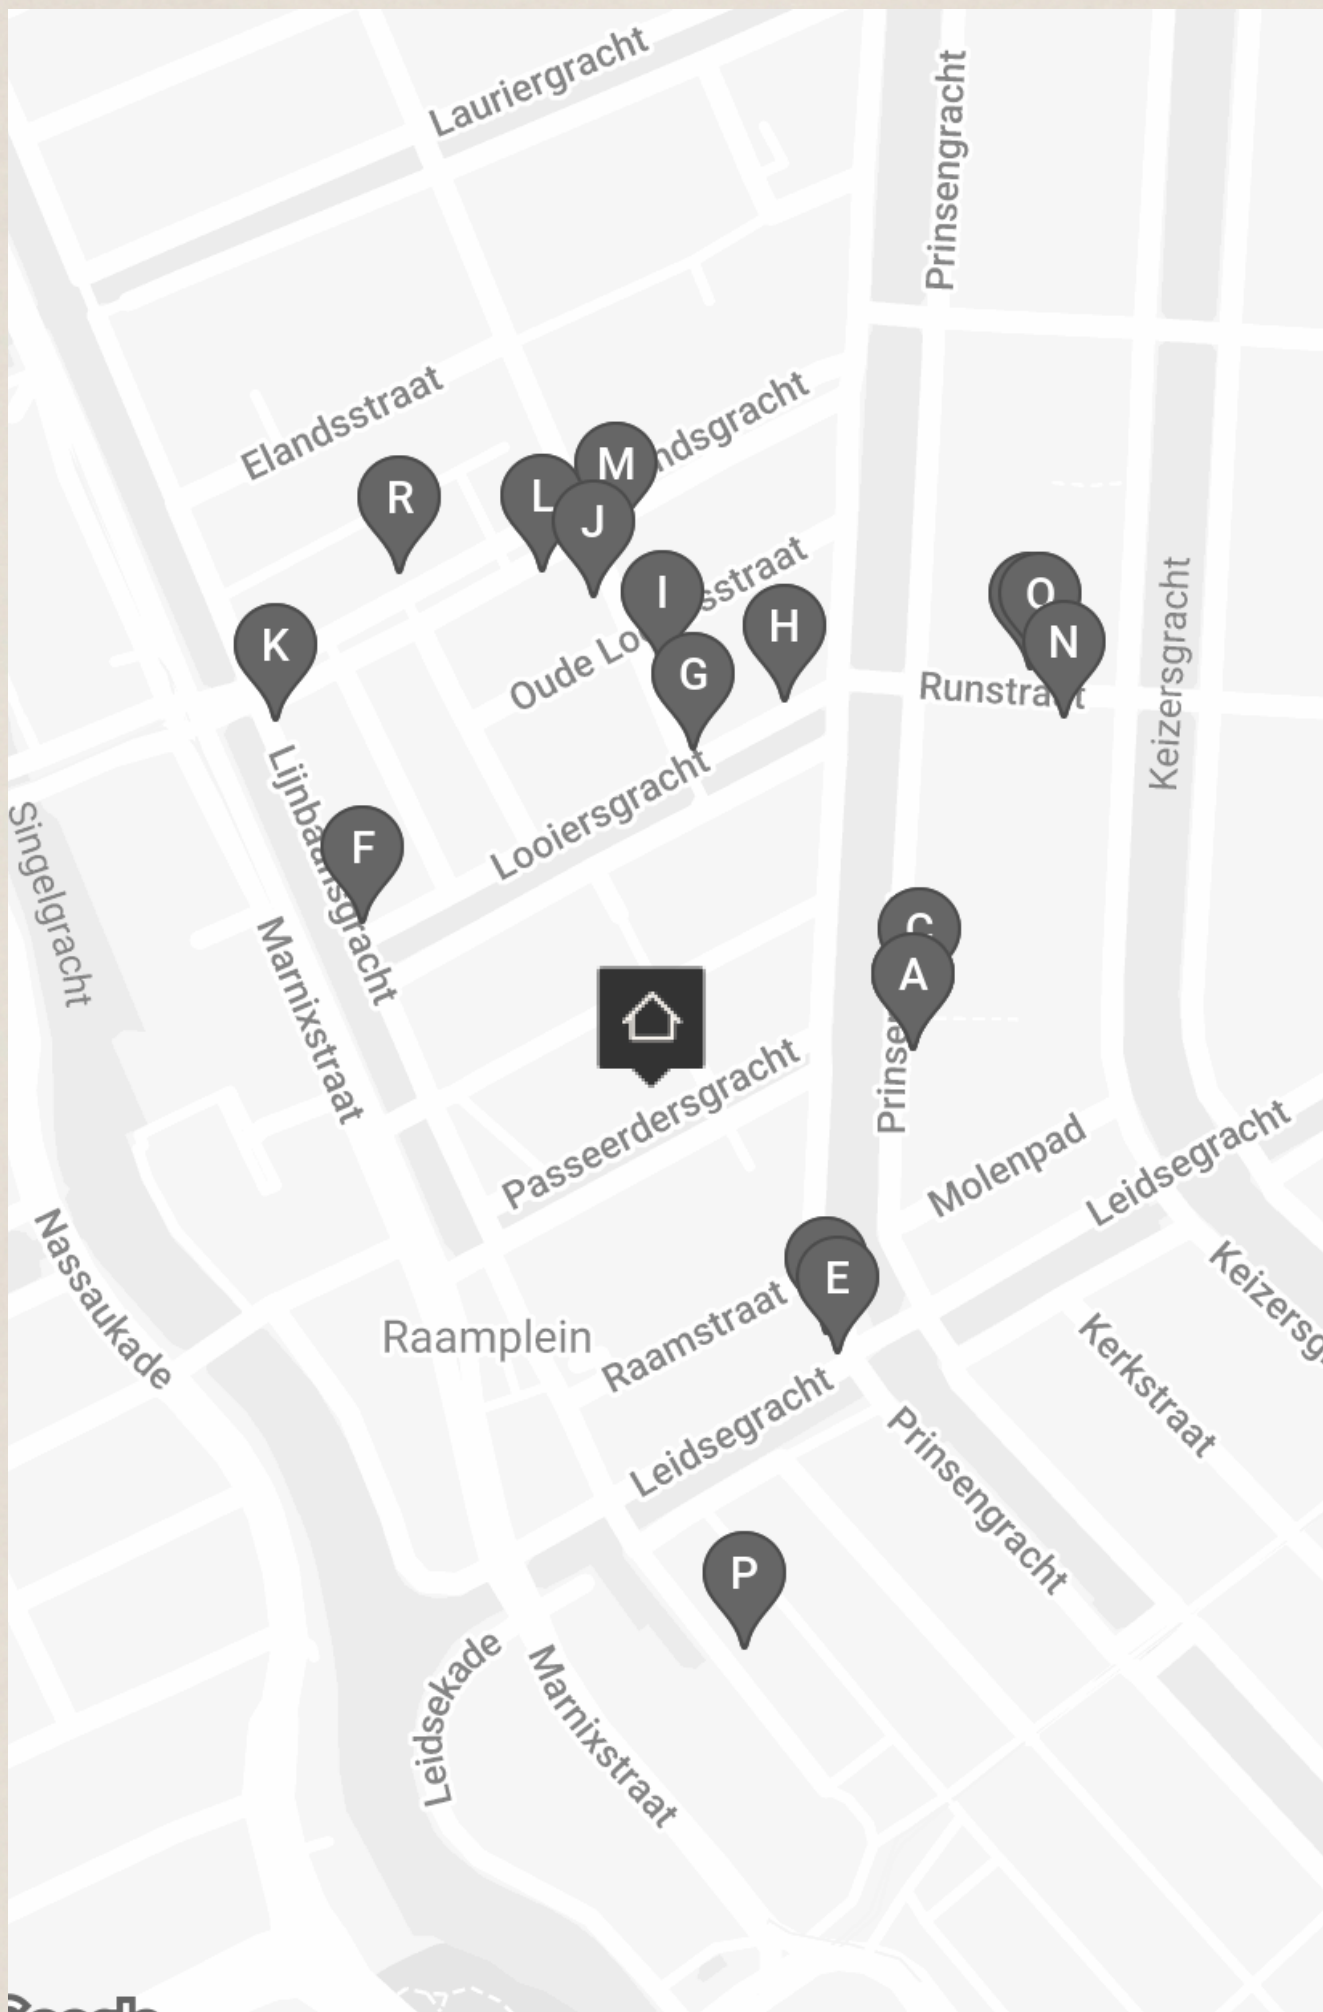 Lauriergracht
Prinsengracht
Elandsstraat
ndsgracht
M
L
R
J
Oude Lo
sstraat
I
H
O
N
G
K
Runstraat
Keizersgracht
Lijnbaansgracht
Looiersgracht
Singelgracht
F
Marnixstraat
C
A
Prinse
Passeerdersgracht
Molenpad
Leidsegracht
Nassaukade
E
Keizersg
Raamplein
Raamstraat
Kerkstraat
Leidsegracht
Prinsengracht
P
Leidsekade
Marnixstraat